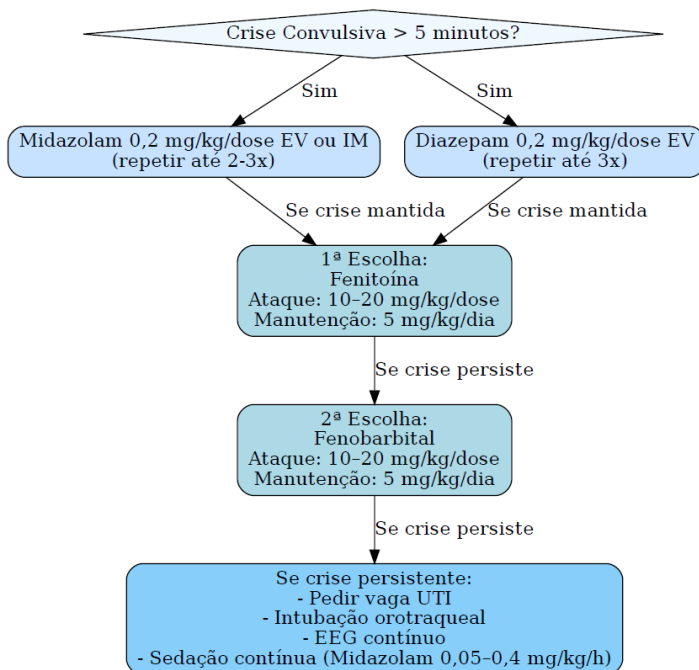 Crise Convulsiva > 5 minutos?
Sim
Sim
Midazolam 0,2 mg/kg/dose EV ou IM
(repetir até 2-3x)
Diazepam 0,2 mg/kg/dose EV
(repetir até 3x)
Se crise mantida
Se crise mantida
1ª Escolha:
Fenitoína
Ataque: 10–20 mg/kg/dose
Manutenção: 5 mg/kg/dia
Se crise persiste
2ª Escolha:
Fenobarbital
Ataque: 10–20 mg/kg/dose
Manutenção: 5 mg/kg/dia
Se crise persiste
Se crise persistente:
- Pedir vaga UTI
- Intubação orotraqueal
- EEG contínuo
- Sedação contínua (Midazolam 0,05–0,4 mg/kg/h)